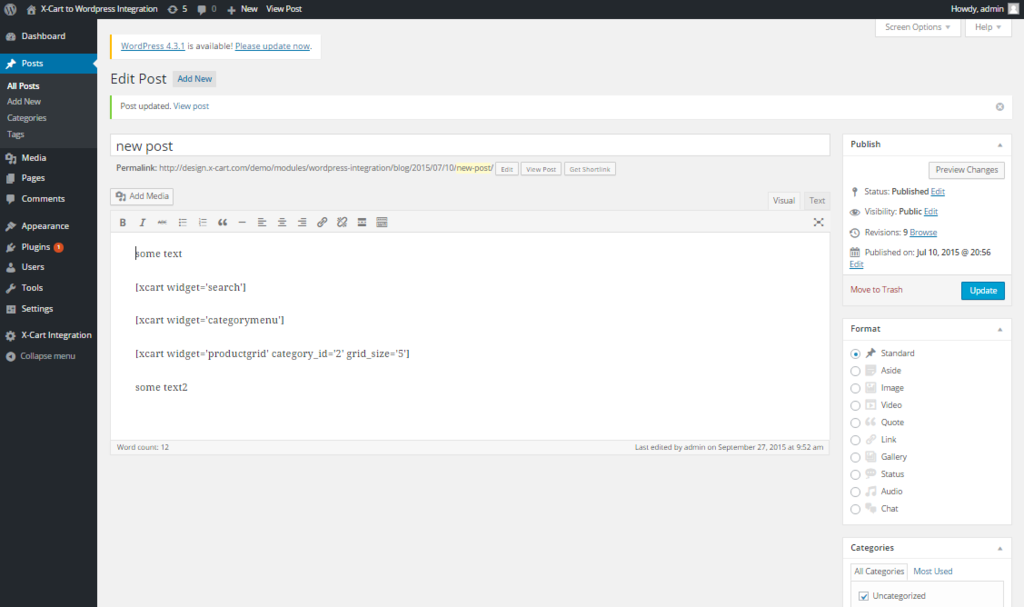 X-Cart to Wordpress Integration 5 0 New View Post Howdy, admin
Screen Options Help
Dashboard
Posts
All Posts
Add New
Categories
Tags
Media
Pages
Comments
Appearance
Plugins 1
Users
Tools
Settings
X-Cart Integration
Collapse menu
WordPress 4.3.1 is available! Please update now.
Edit Post Add New
Post updated. View post
new post
Permalink: http://design.x-cart.com/demo/modules/wordpress-integration/blog/2015/07/10/new-post/ Edit View Post Get Shortlink
Add Media
Visual Text
B I ABC
some text
[xcart widget='search']
[xcart widget='categorymenu']
[xcart widget='productgrid' category_id='2' grid_size='5']
some text2
Word count: 12 Last edited by admin on September 27, 2015 at 9:52 am
Publish
Preview Changes
Status: Published Edit
Visibility: Public Edit
Revisions: 9 Browse
Published on: Jul 10, 2015 @ 20:56
Edit
Move to Trash Update
Format
Standard
Aside
Image
Video
Quote
Link
Gallery
Status
Audio
Chat
Categories
All Categories Most Used
Uncategorized